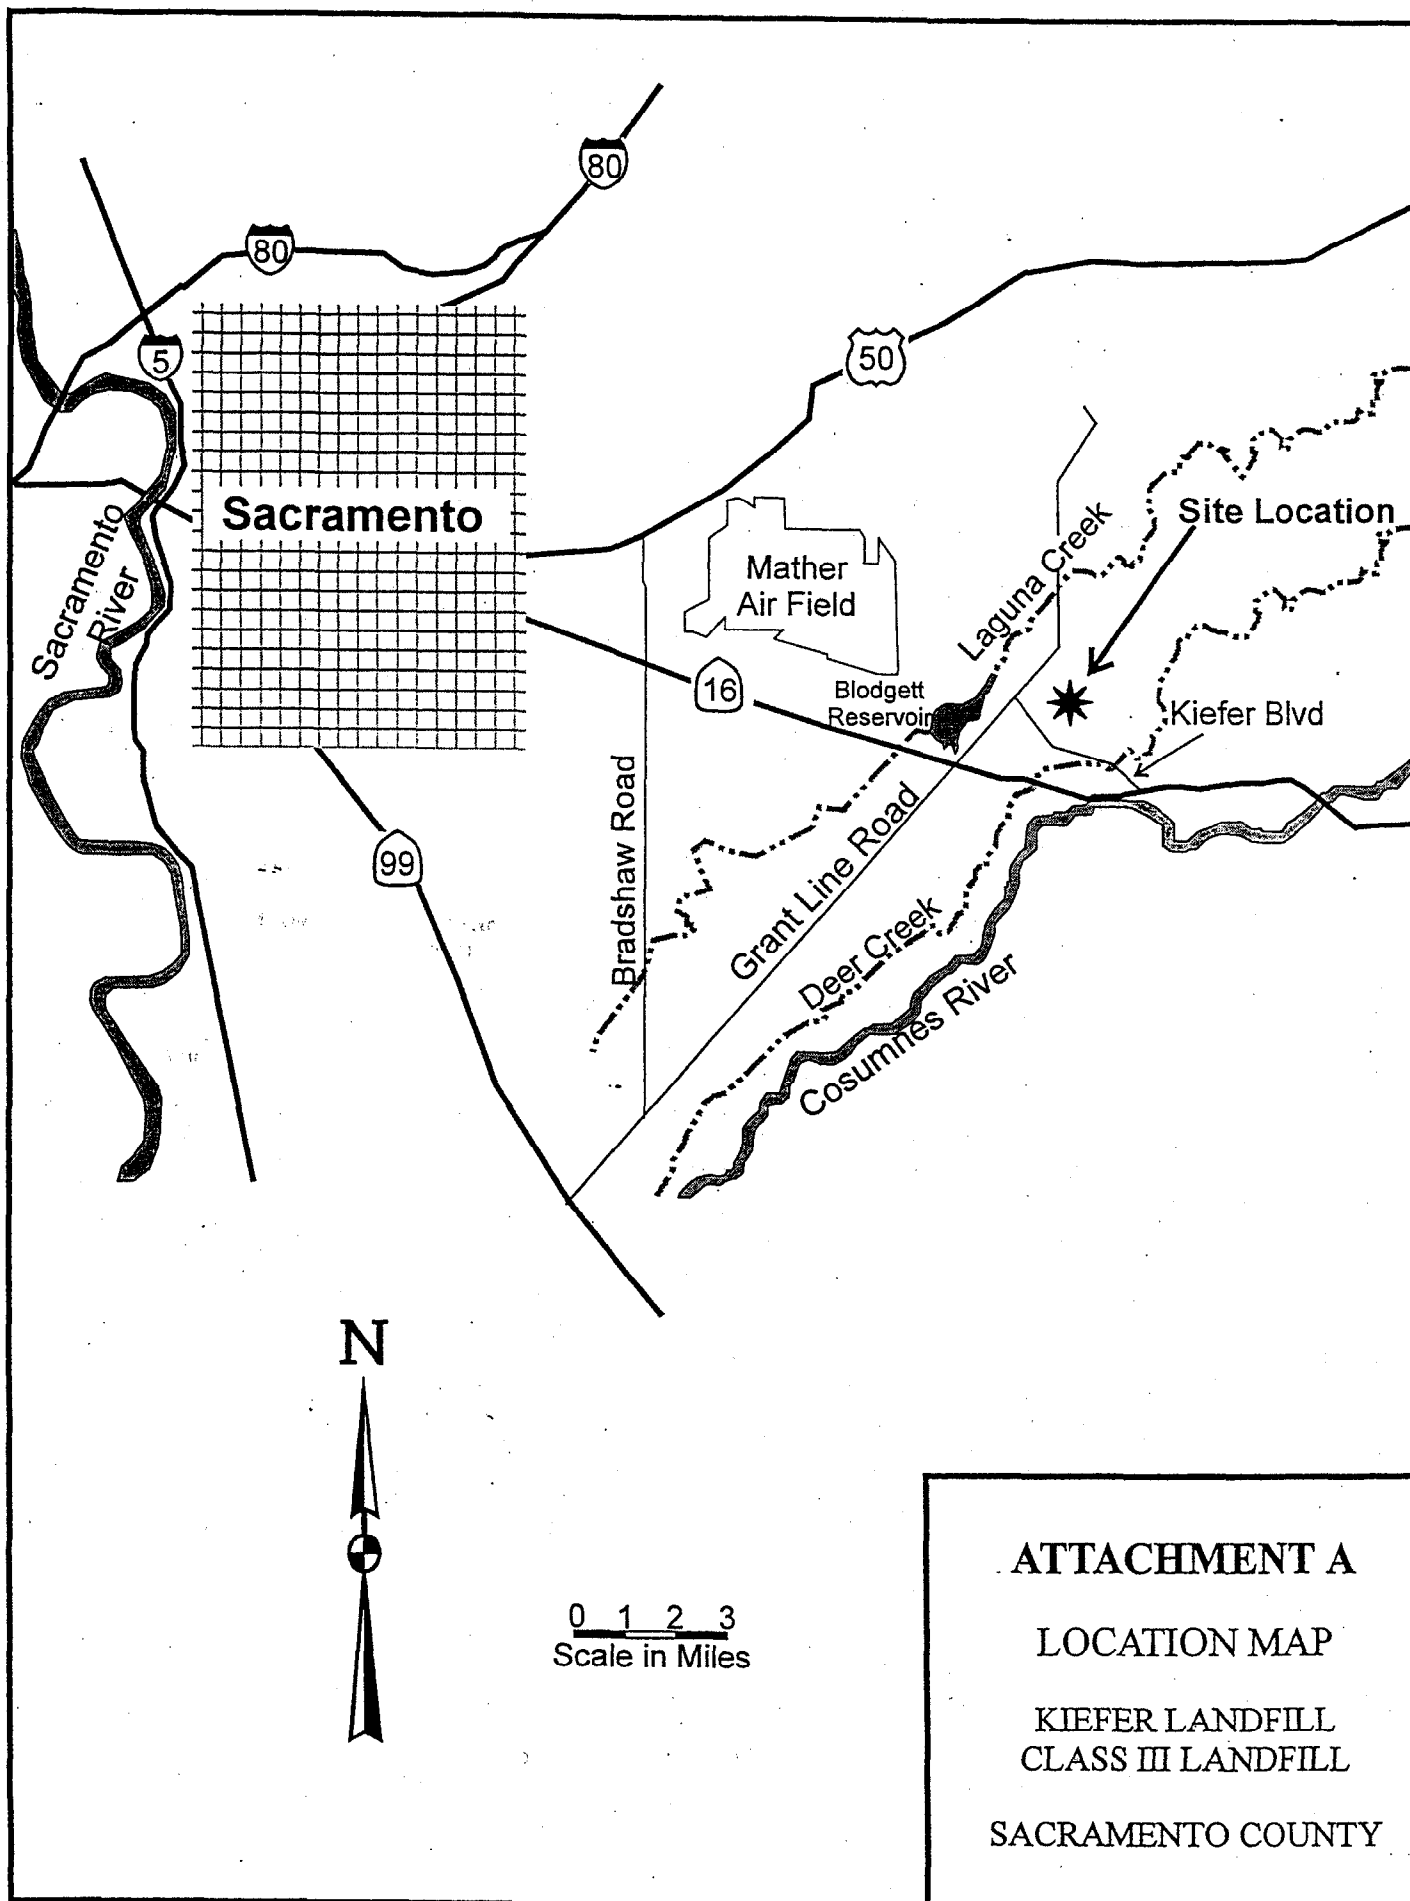 80
80
5
50
Sacramento
Sacramento
River
Mather
Air Field
Laguna Creek
Site Location
16
Blodgett
Reservoir
Kiefer Blvd
99
Bradshaw Road
Grant Line Road
Deer Creek
Cosumnes River
N
0 1 2 3
Scale in Miles
ATTACHMENT A
LOCATION MAP
KIEFER LANDFILL
CLASS III LANDFILL
SACRAMENTO COUNTY